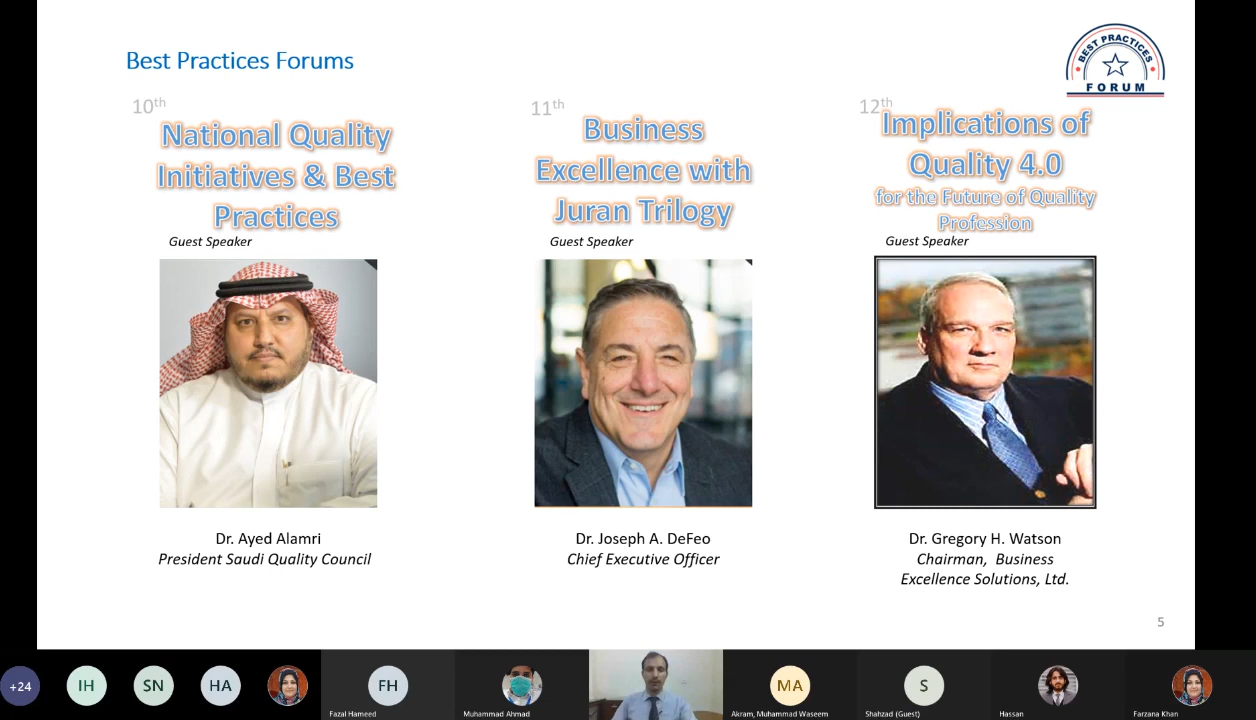 Best Practices Forums
BEST PRACTICES
FORUM
10th
National Quality
Initiatives & Best
Practices
Guest Speaker
Dr. Ayed Alamri
President Saudi Quality Council
11th
Business
Excellence with
Juran Trilogy
Guest Speaker
Dr. Joseph A. DeFeo
Chief Executive Officer
12th
Implications of
Quality 4.0
for the Future of Quality
Profession
Guest Speaker
Dr. Gregory H. Watson
Chairman, Business
Excellence Solutions, Ltd.
5
+24
IH
SN
HA
FH
Fazal Hameed
Muhammad Ahmad
MA
Akram, Muhammad Waseem
S
Shahzad (Guest)
Hassan
Farzana Khan